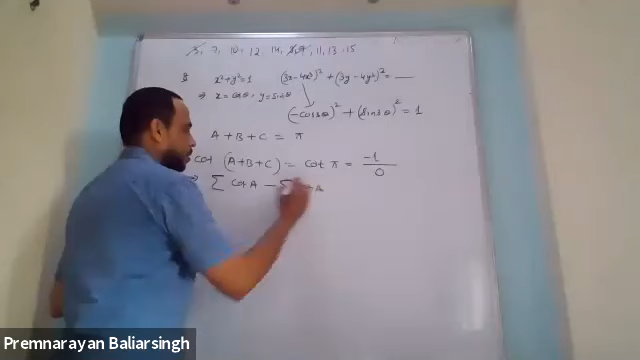 5, 7, 10, 12, 14, 8, 9, 11, 13, 15
Q x²+y²=1 (3x-4x³)² + (3y-4y³)² = ___
⇒ x = cosθ, y = sinθ
(-cos3θ)² + (sin3θ)² = 1
A + B + C = π
cot (A+B+C) = cot π = -1/0
⇒ Σ cot A - Σ
Premnarayan Baliarsingh